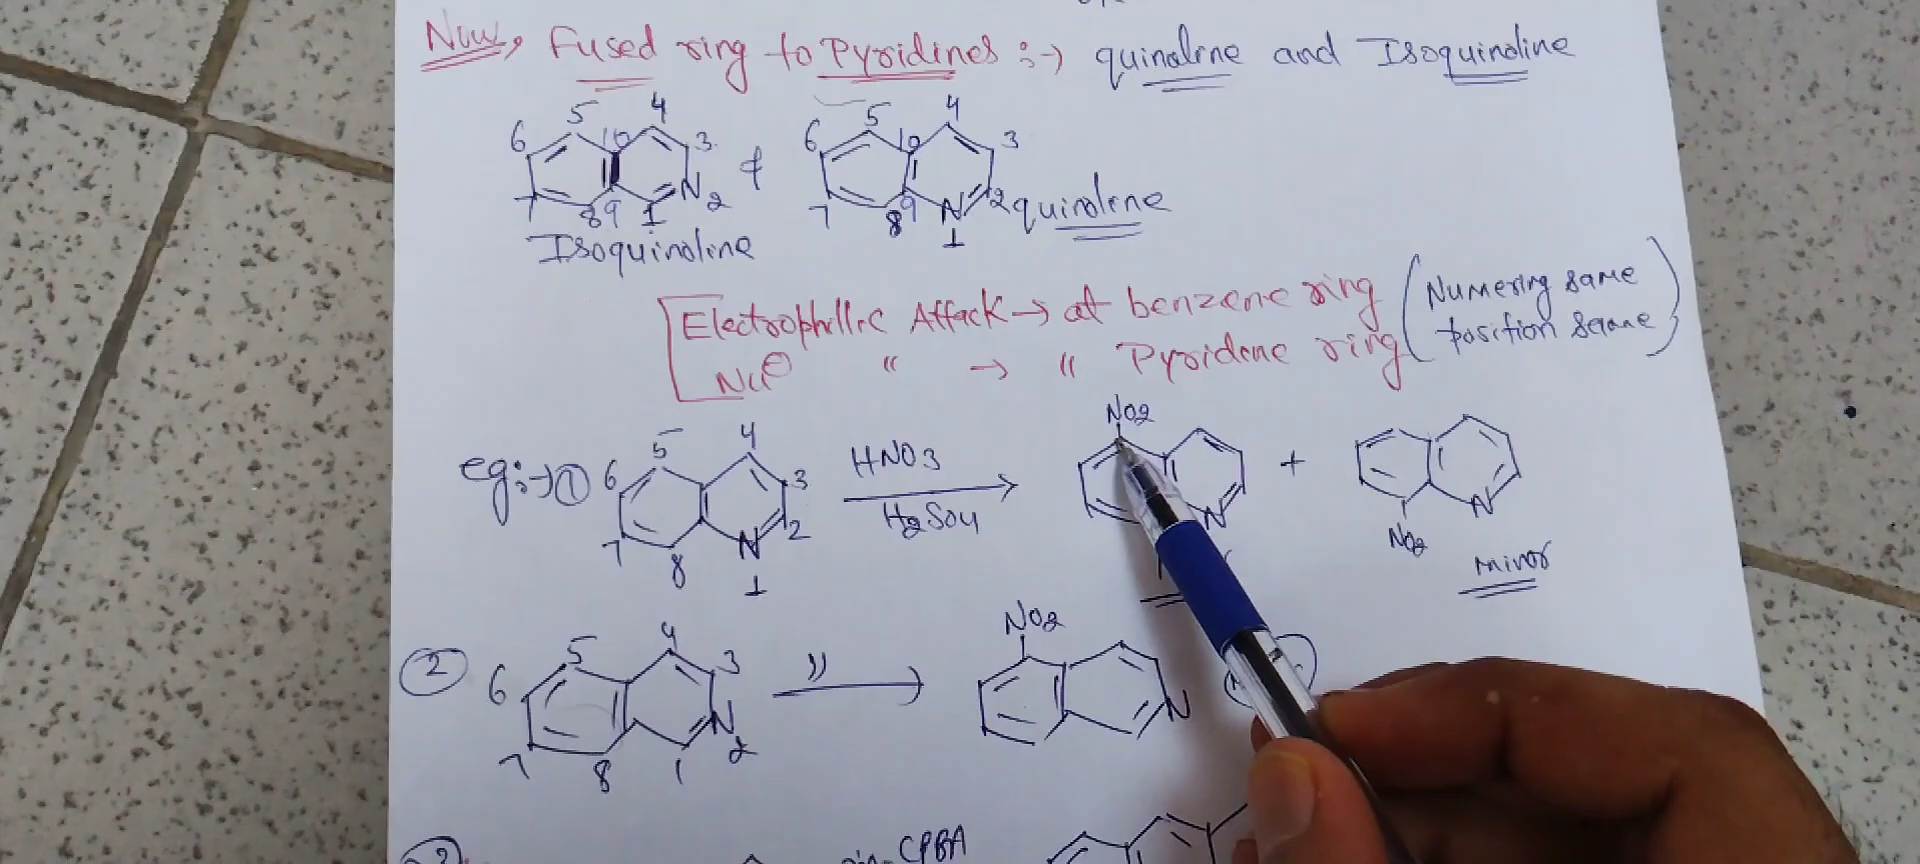 Now, Fused ring to Pyridines :→ quinoline and Isoquinoline
5 4 6 10 3 7 8 9 1 N 2
&
5 4 6 10 3 7 8 9 N 2 1
quinolene
Isoquinoline
Electrophillic Attack → at benzene ring
Nu⊖ " → " Pyridene ring
(Numering same
position seame)
eg:→ ① 6 5 4 3 2 N 1 8 7
HNO3
H2SO4
NO2 N
+
N NO2
minor
② 6 5 4 3 N 2 1 8 7
"
NO2 N
CPBA